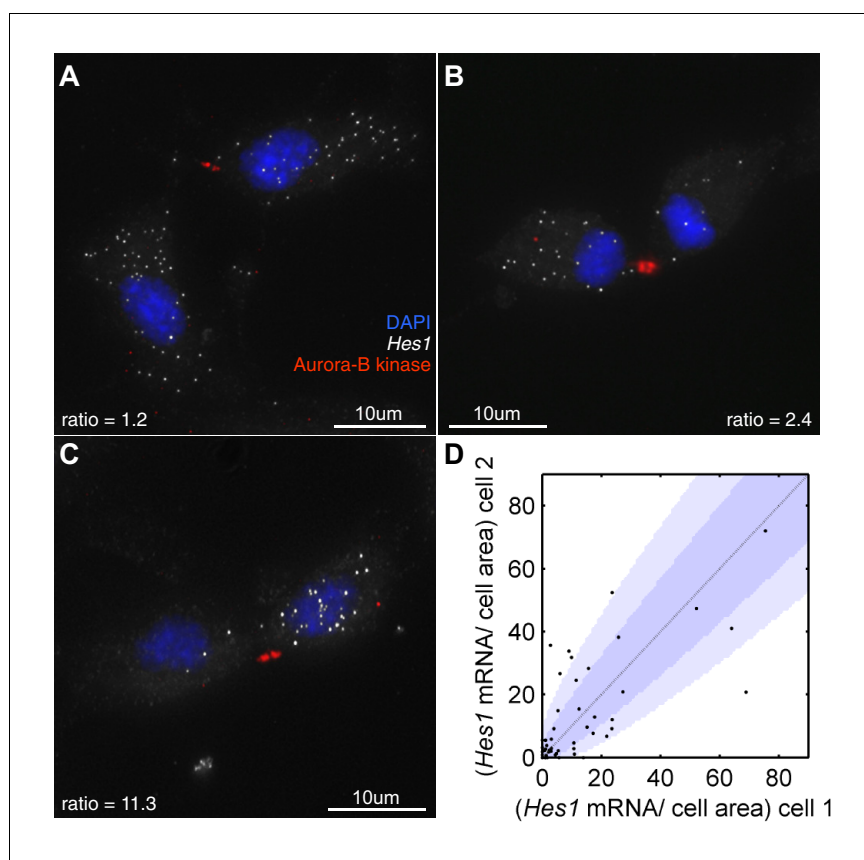 A
DAPI
Hes1
Aurora-B kinase
ratio = 1.2
10um
B
10um
ratio = 2.4
C
ratio = 11.3
10um
D
(Hes1 mRNA/ cell area) cell 2
80
60
40
20
0
0 20 40 60 80
(Hes1 mRNA/ cell area) cell 1